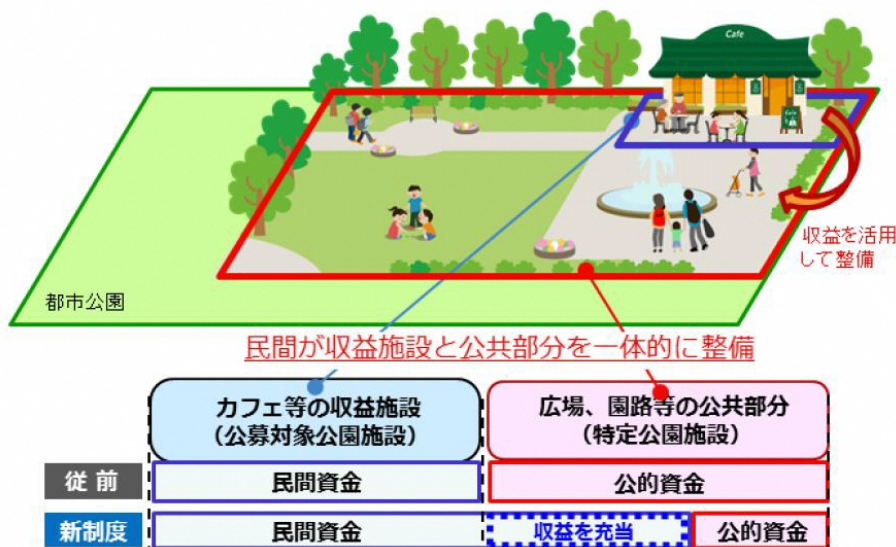 Cafe
Cafe
収益を活用
して整備
都市公園
民間が収益施設と公共部分を一体的に整備
カフェ等の収益施設
（公募対象公園施設）
広場、園路等の公共部分
（特定公園施設）
従前
民間資金
公的資金
新制度
民間資金
収益を充当
公的資金